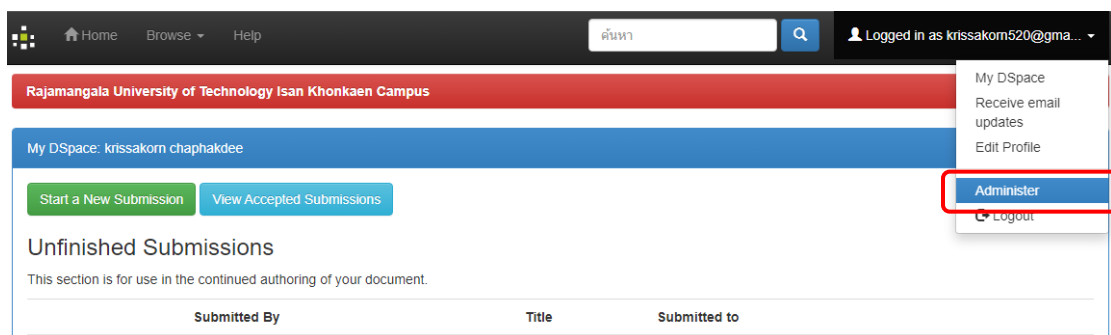 Home Browse Help ค้นหา Logged in as krissakorn520@gma...
My DSpace
Receive email
updates
Edit Profile
Administer
Logout
Rajamangala University of Technology Isan Khonkaen Campus
My DSpace: krissakorn chaphakdee
Start a New Submission View Accepted Submissions
Unfinished Submissions
This section is for use in the continued authoring of your document.
Submitted By Title Submitted to